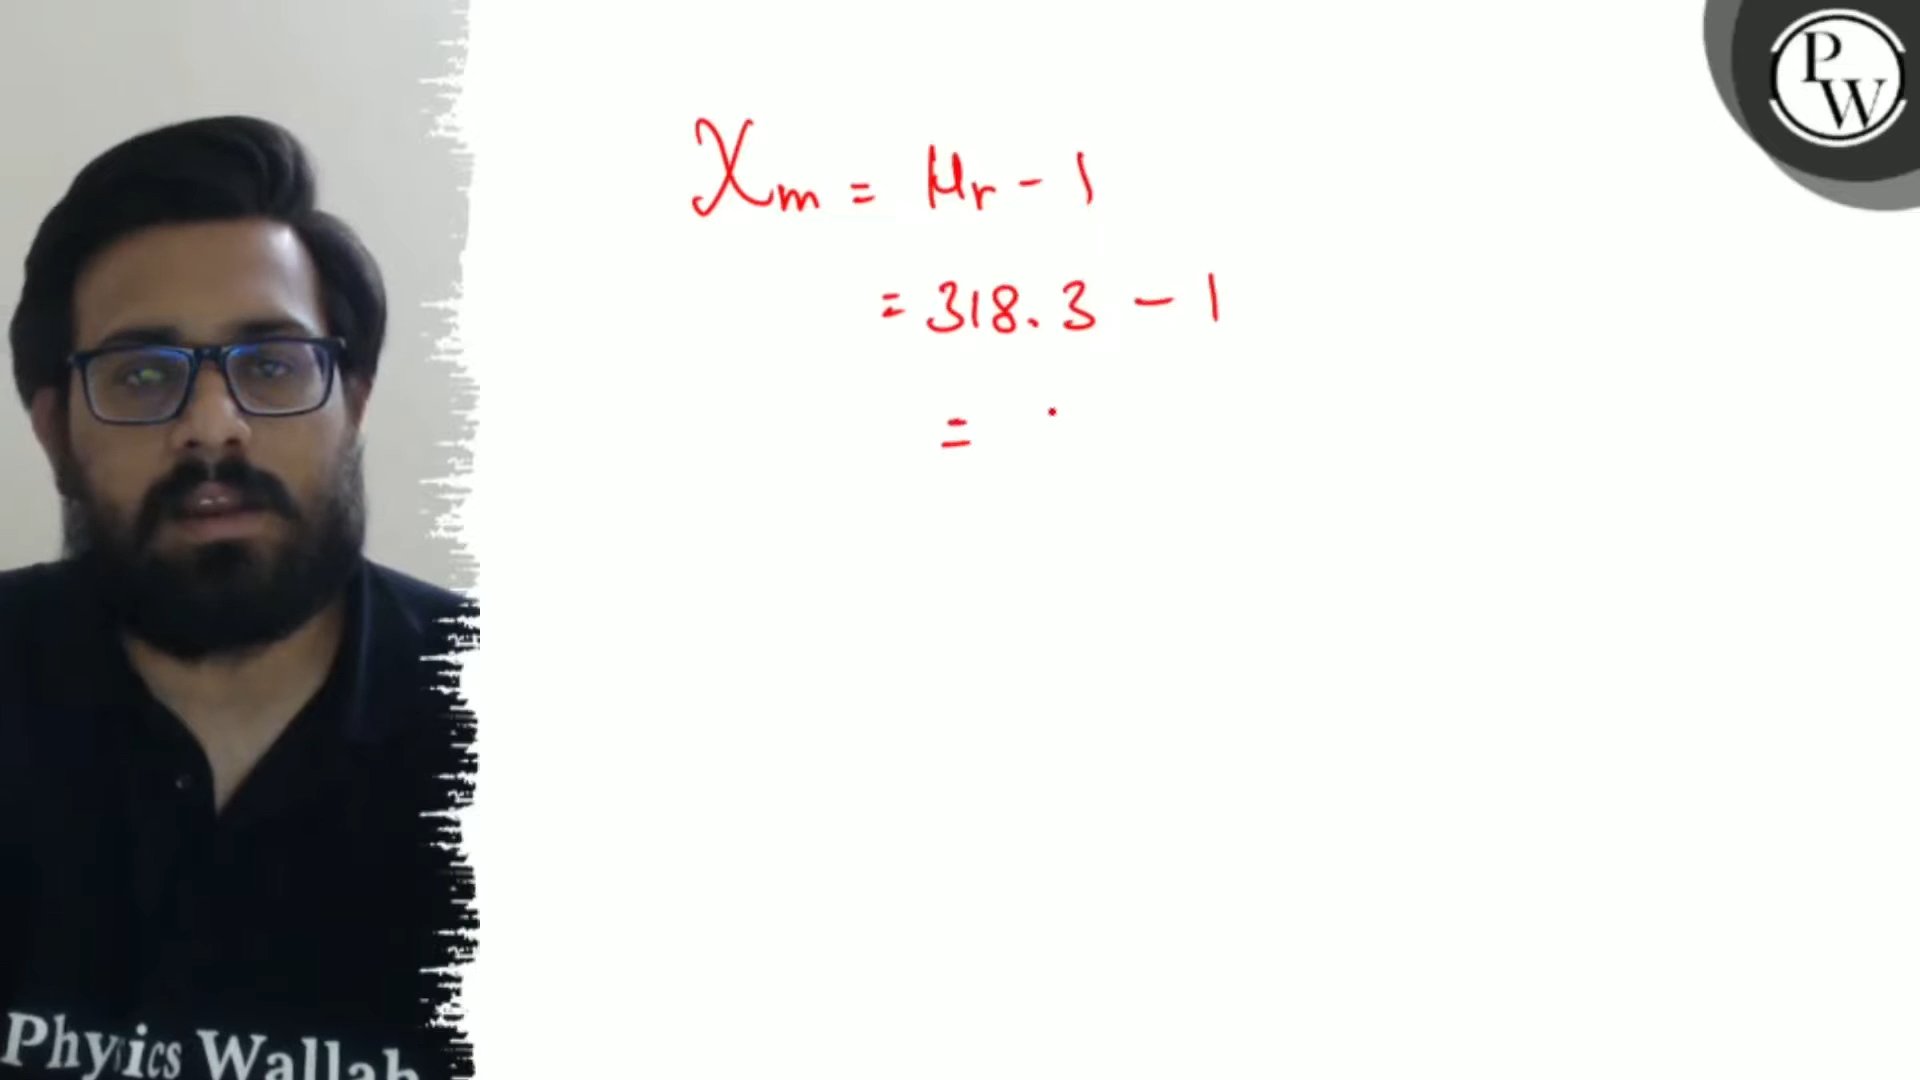 PW
χm = μr - 1
= 318.3 - 1
=
Physics Wallah